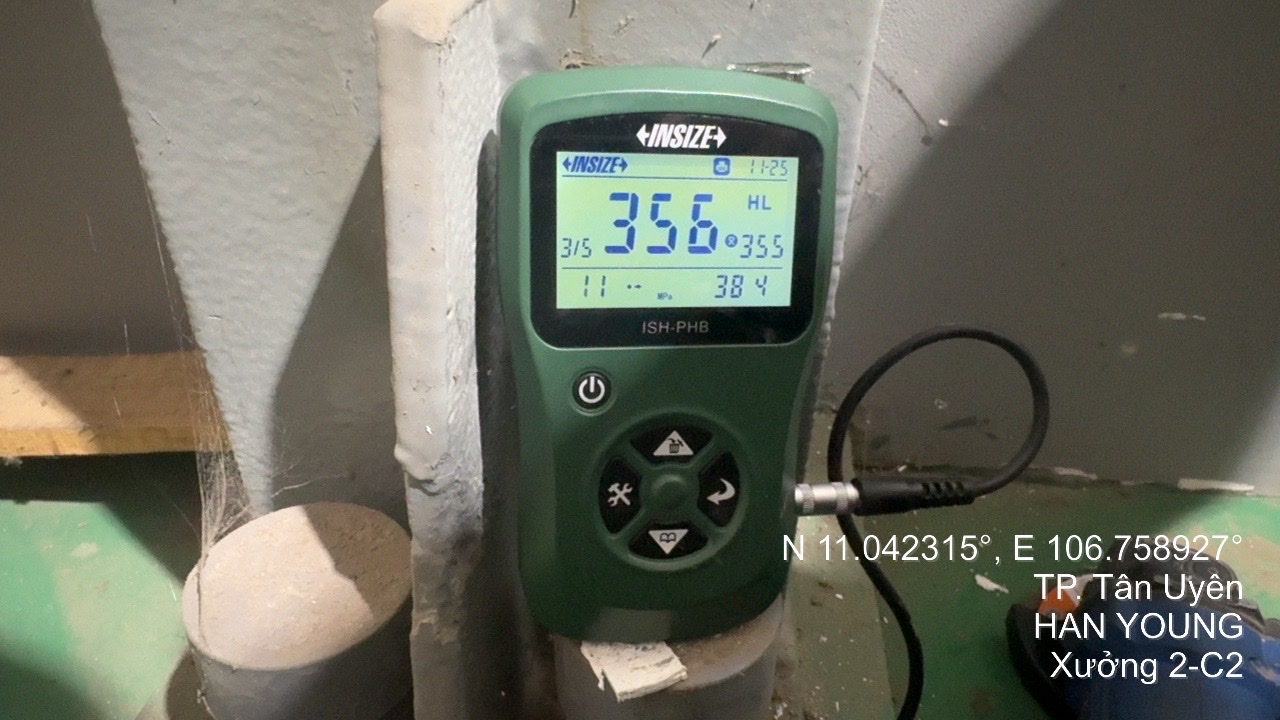 INSIZE
INSIZE 11-25
HL
356
3/5 x 355
11 -- MPa 384
ISH-PHB
N 11.042315°, E 106.758927°
TP. Tân Uyên
HAN YOUNG
Xưởng 2-C2